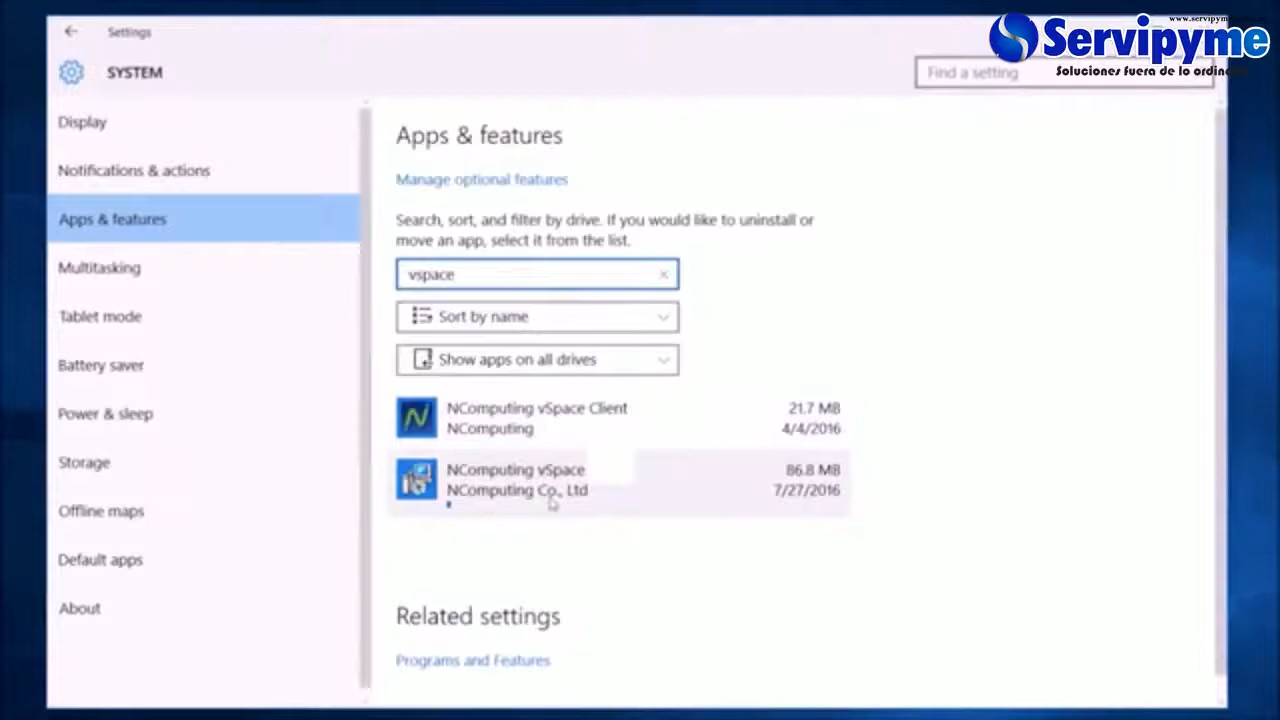 Settings
www.servipyme
Servipyme
Soluciones fuera de lo ordin
SYSTEM
Find a setting
Display
Notifications & actions
Apps & features
Multitasking
Tablet mode
Battery saver
Power & sleep
Storage
Offline maps
Default apps
About
Apps & features
Manage optional features
Search, sort, and filter by drive. If you would like to uninstall or
move an app, select it from the list.
vspace
Sort by name
Show apps on all drives
NComputing vSpace Client 21.7 MB
NComputing 4/4/2016
NComputing vSpace 86.8 MB
NComputing Co., Ltd 7/27/2016
Related settings
Programs and Features